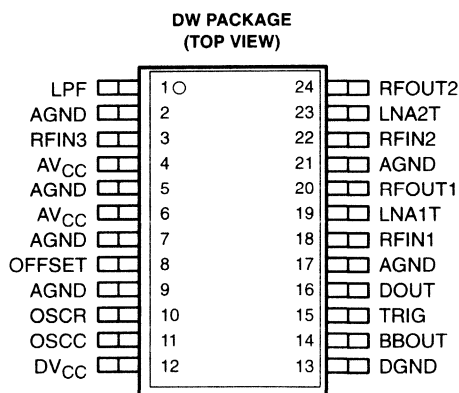 DW PACKAGE
(TOP VIEW)
LPF 1 24 RFOUT2
AGND 2 23 LNA2T
RFIN3 3 22 RFIN2
AVCC 4 21 AGND
AGND 5 20 RFOUT1
AVCC 6 19 LNA1T
AGND 7 18 RFIN1
OFFSET 8 17 AGND
AGND 9 16 DOUT
OSCR 10 15 TRIG
OSCC 11 14 BBOUT
DVCC 12 13 DGND